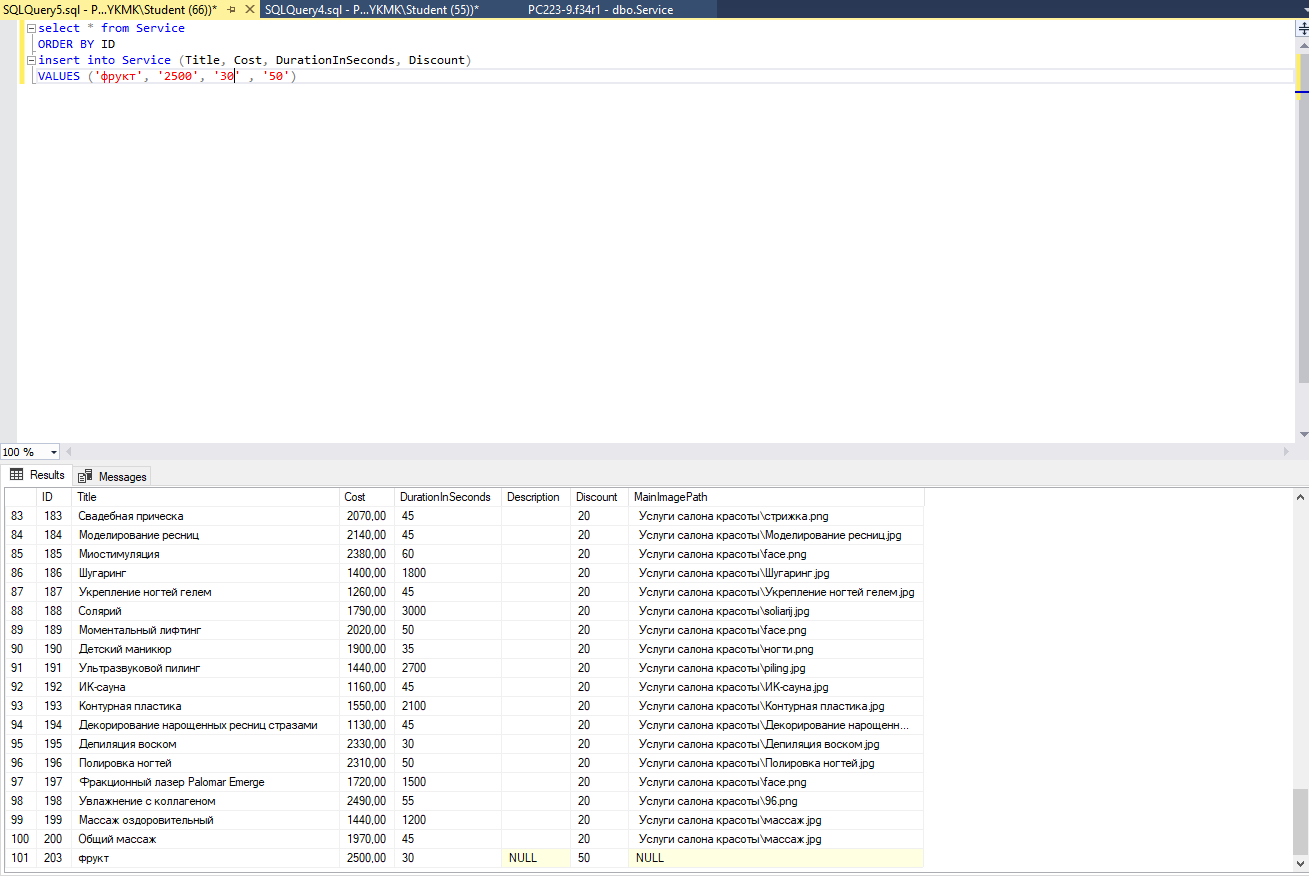 SQLQuery5.sql - P...YKMK\Student (66))* SQLQuery4.sql - P...YKMK\Student (55))* PC223-9.f34r1 - dbo.Service
select * from Service
ORDER BY ID
insert into Service (Title, Cost, DurationInSeconds, Discount)
VALUES ('фрукт', '2500', '30' , '50')
100 %
Results Messages
ID Title Cost DurationInSeconds Description Discount MainImagePath
83 183 Свадебная прическа 2070,00 45 20 Услуги салона красоты\стрижка.png
84 184 Моделирование ресниц 2140,00 45 20 Услуги салона красоты\Моделирование ресниц.jpg
85 185 Миостимуляция 2380,00 60 20 Услуги салона красоты\face.png
86 186 Шугаринг 1400,00 1800 20 Услуги салона красоты\Шугаринг.jpg
87 187 Укрепление ногтей гелем 1260,00 45 20 Услуги салона красоты\Укрепление ногтей гелем.jpg
88 188 Солярий 1790,00 3000 20 Услуги салона красоты\soliarij.jpg
89 189 Моментальный лифтинг 2020,00 50 20 Услуги салона красоты\face.png
90 190 Детский маникюр 1900,00 35 20 Услуги салона красоты\ногти.png
91 191 Ультразвуковой пилинг 1440,00 2700 20 Услуги салона красоты\piling.jpg
92 192 ИК-сауна 1160,00 45 20 Услуги салона красоты\ИК-сауна.jpg
93 193 Контурная пластика 1550,00 2100 20 Услуги салона красоты\Контурная пластика.jpg
94 194 Декорирование нарощенных ресниц стразами 1130,00 45 20 Услуги салона красоты\Декорирование нарощенн...
95 195 Депиляция воском 2330,00 30 20 Услуги салона красоты\Депиляция воском.jpg
96 196 Полировка ногтей 2310,00 50 20 Услуги салона красоты\Полировка ногтей.jpg
97 197 Фракционный лазер Palomar Emerge 1720,00 1500 20 Услуги салона красоты\face.png
98 198 Увлажнение с коллагеном 2490,00 55 20 Услуги салона красоты\96.png
99 199 Массаж оздоровительный 1440,00 1200 20 Услуги салона красоты\массаж.jpg
100 200 Общий массаж 1970,00 45 20 Услуги салона красоты\массаж.jpg
101 203 фрукт 2500,00 30 NULL 50 NULL